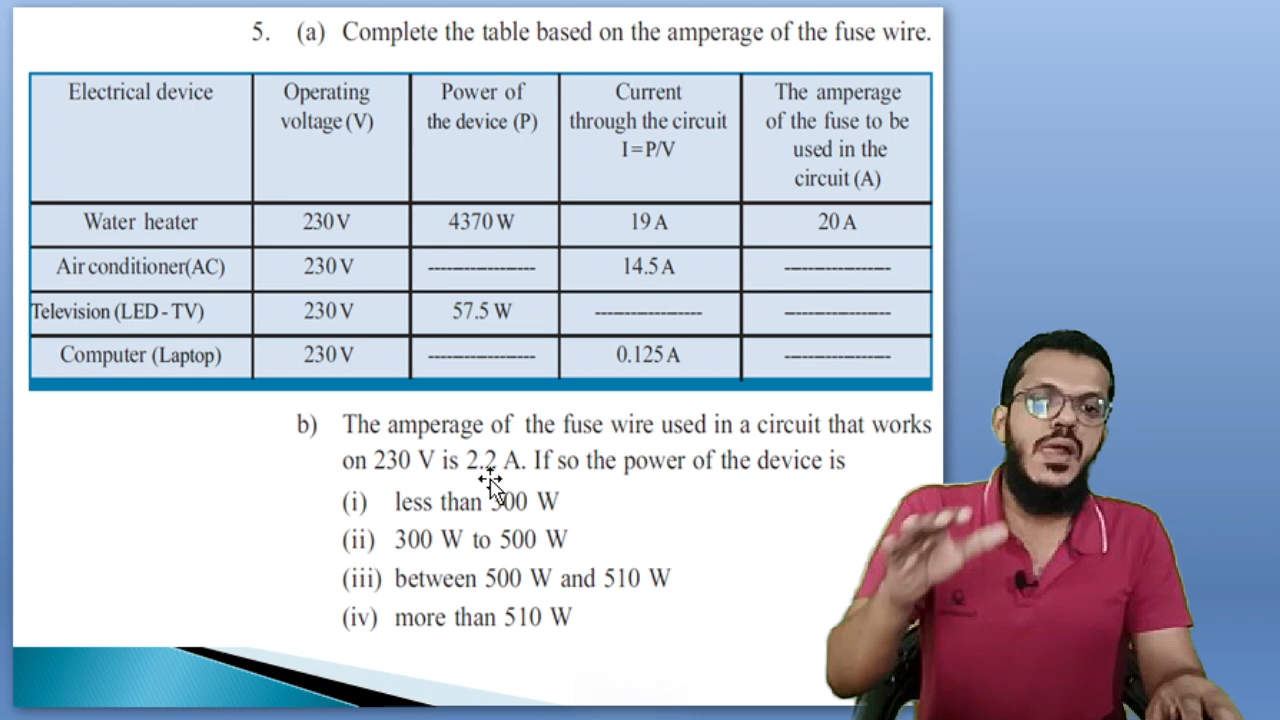 5. (a) Complete the table based on the amperage of the fuse wire.
Electrical device
Operating
voltage (V)
Power of
the device (P)
Current
through the circuit
I=P/V
The amperage
of the fuse to be
used in the
circuit (A)
Water heater 230 V 4370 W 19 A 20 A
Air conditioner(AC) 230 V ------------------ 14.5 A ------------------
Television (LED - TV) 230 V 57.5 W ------------------ ------------------
Computer (Laptop) 230 V ------------------ 0.125 A ------------------
b) The amperage of the fuse wire used in a circuit that works
on 230 V is 2.2 A. If so the power of the device is
(i) less than 300 W
(ii) 300 W to 500 W
(iii) between 500 W and 510 W
(iv) more than 510 W